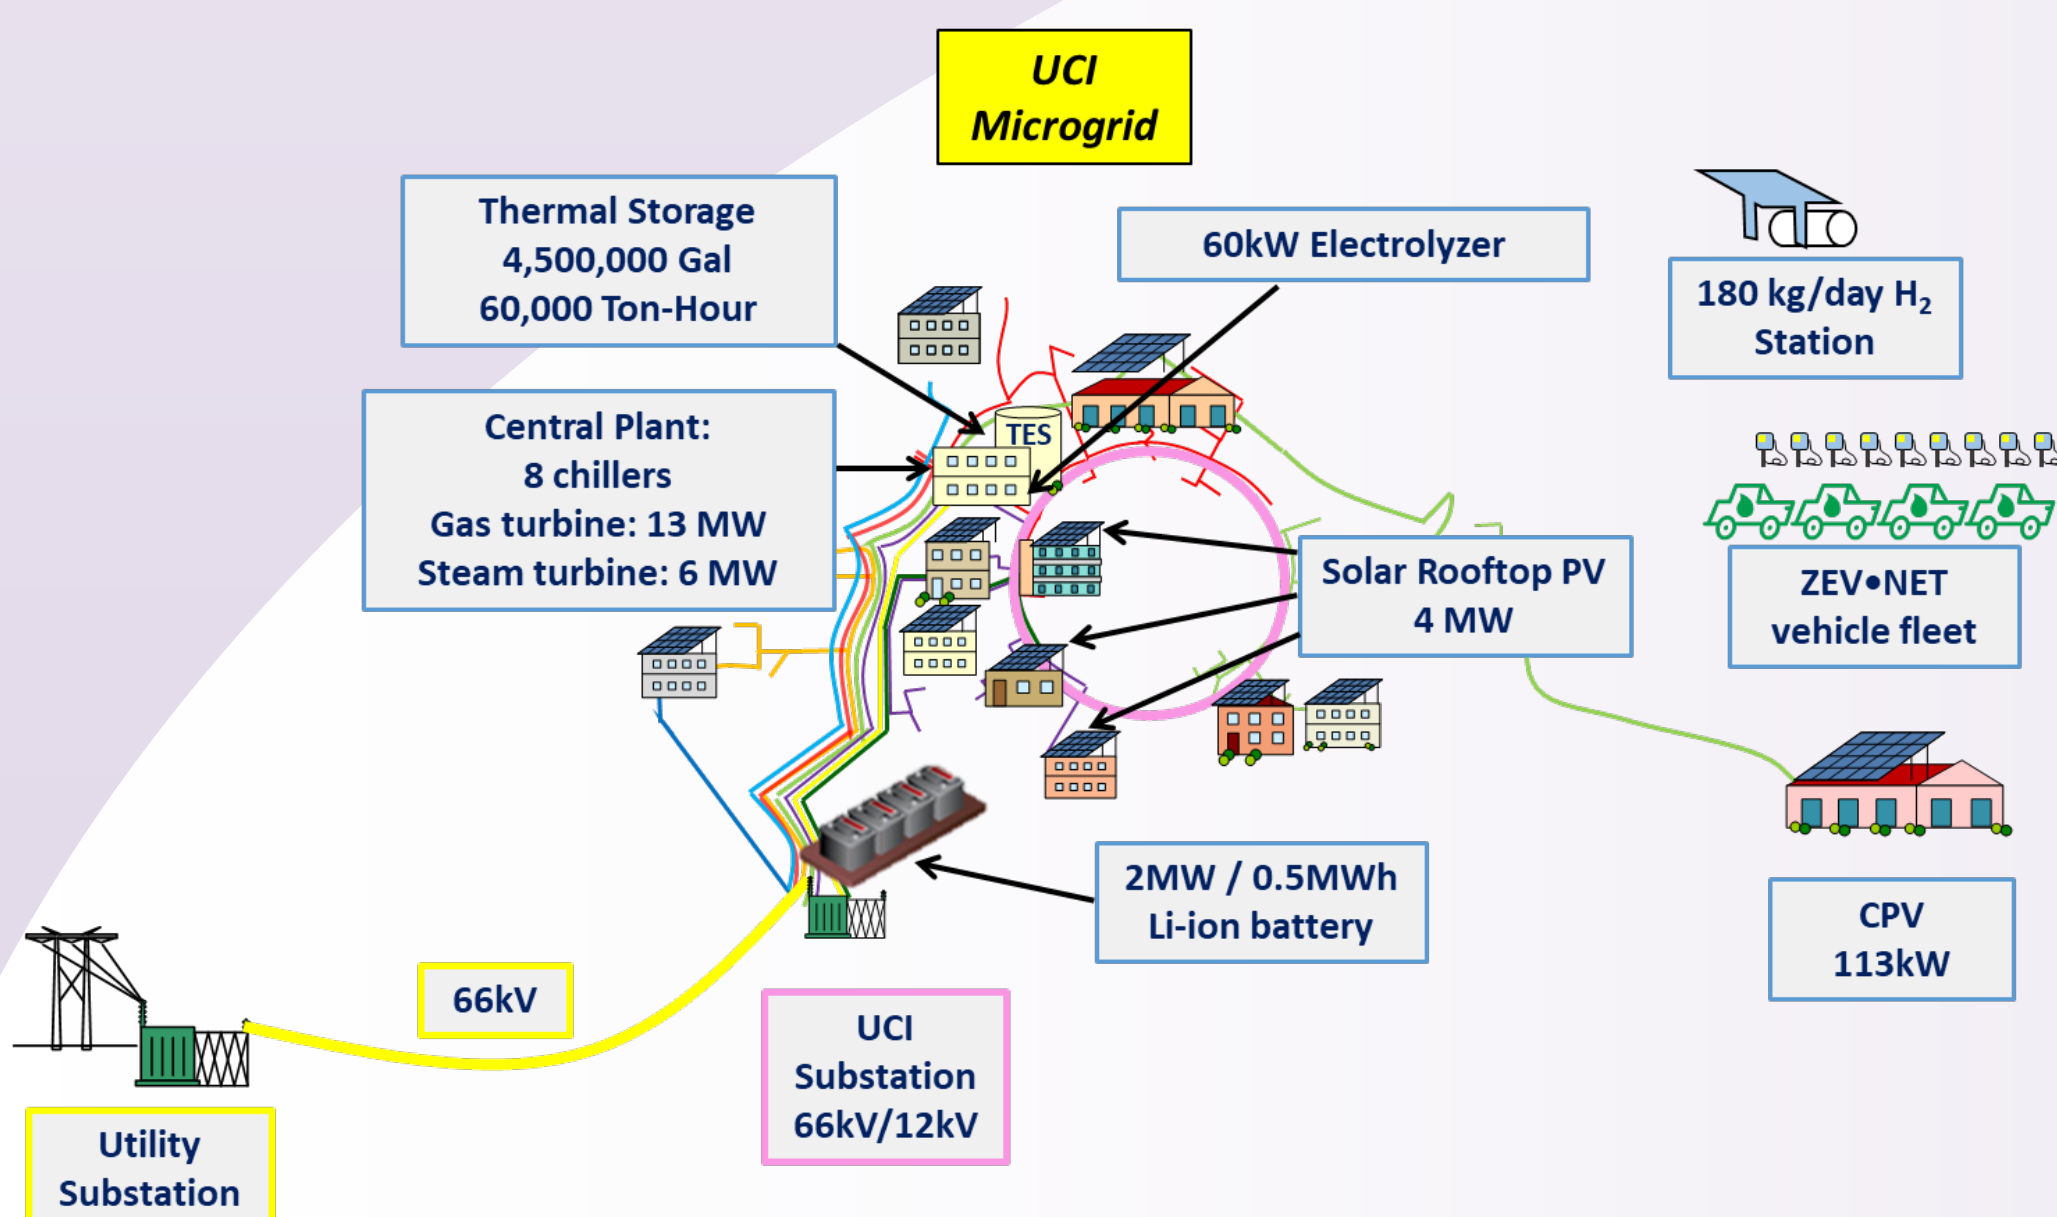 UCI
Microgrid
Thermal Storage
4,500,000 Gal
60,000 Ton-Hour
60kW Electrolyzer
180 kg/day H₂
Station
Central Plant:
8 chillers
Gas turbine: 13 MW
Steam turbine: 6 MW
TES
Solar Rooftop PV
4 MW
ZEV•NET
vehicle fleet
2MW / 0.5MWh
Li-ion battery
CPV
113kW
66kV
UCI
Substation
66kV/12kV
Utility
Substation